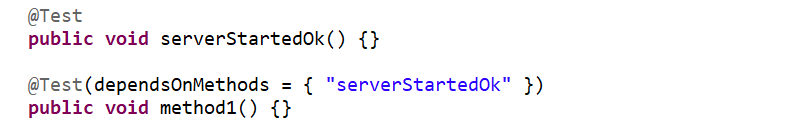 @Test
public void serverStartedOk() {}
@Test(dependsOnMethods = { "serverStartedOk" })
public void method1() {}